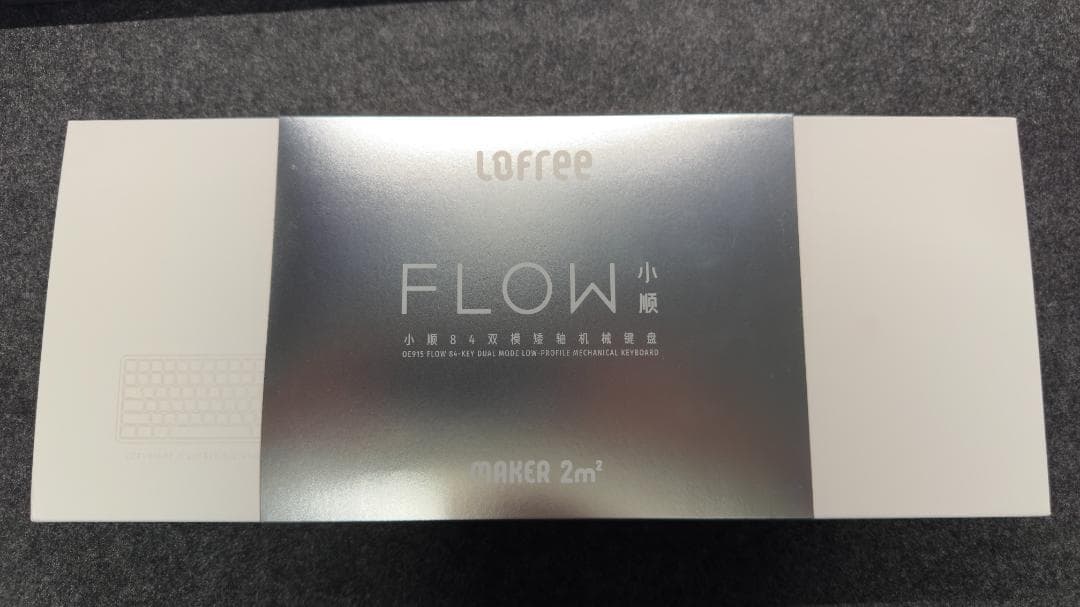 LOFree
FLOW 小顺
小顺84双模矮轴机械键盘
OE915 FLOW 84-KEY DUAL MODE LOW-PROFILE MECHANICAL KEYBOARD
MAKER 2m²